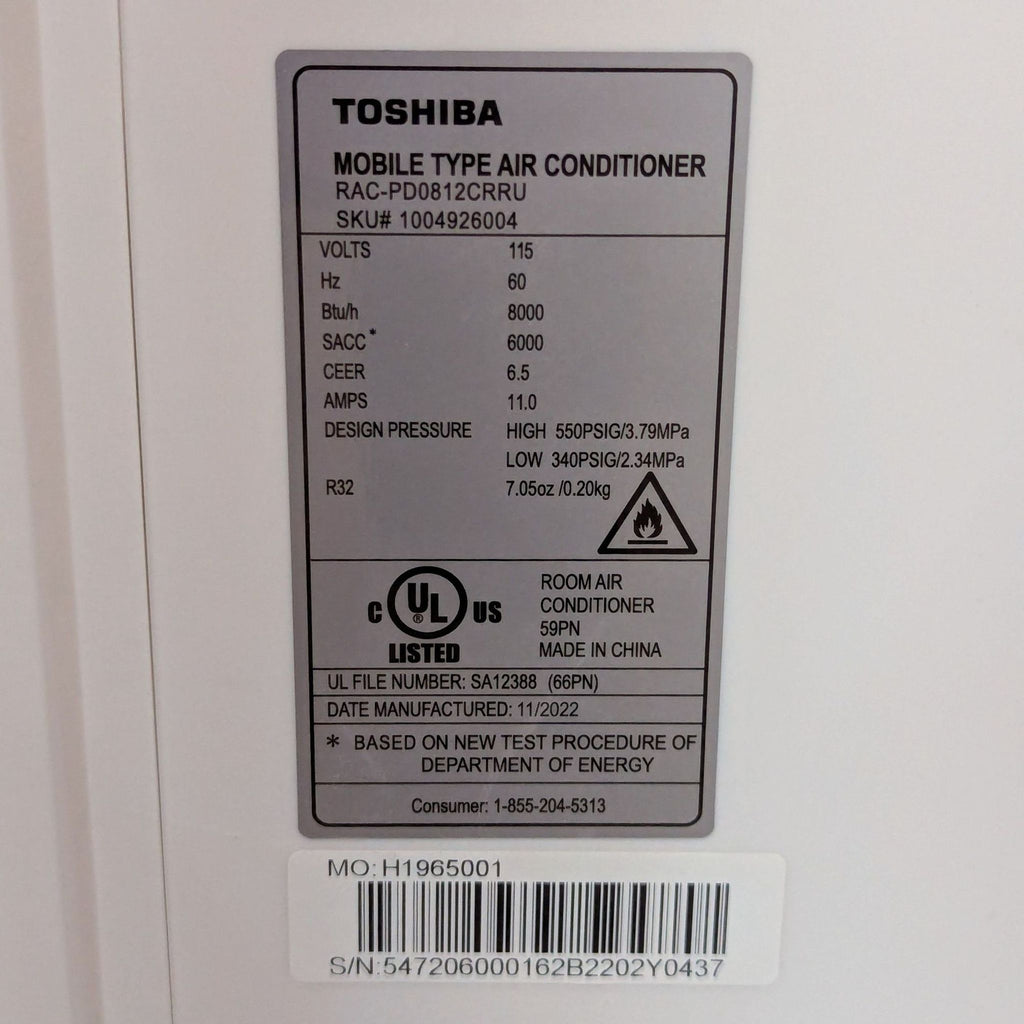 TOSHIBA
MOBILE TYPE AIR CONDITIONER
RAC-PD0812CRRU
SKU# 1004926004
VOLTS 115
Hz 60
Btu/h 8000
SACC* 6000
CEER 6.5
AMPS 11.0
DESIGN PRESSURE HIGH 550PSIG/3.79MPa
LOW 340PSIG/2.34MPa
R32 7.05oz /0.20kg
C UL ® US
LISTED
ROOM AIR
CONDITIONER
59PN
MADE IN CHINA
UL FILE NUMBER: SA12388 (66PN)
DATE MANUFACTURED: 11/2022
* BASED ON NEW TEST PROCEDURE OF
DEPARTMENT OF ENERGY
Consumer: 1-855-204-5313
MO: H1965001
S/N: 547206000162B2202Y0437